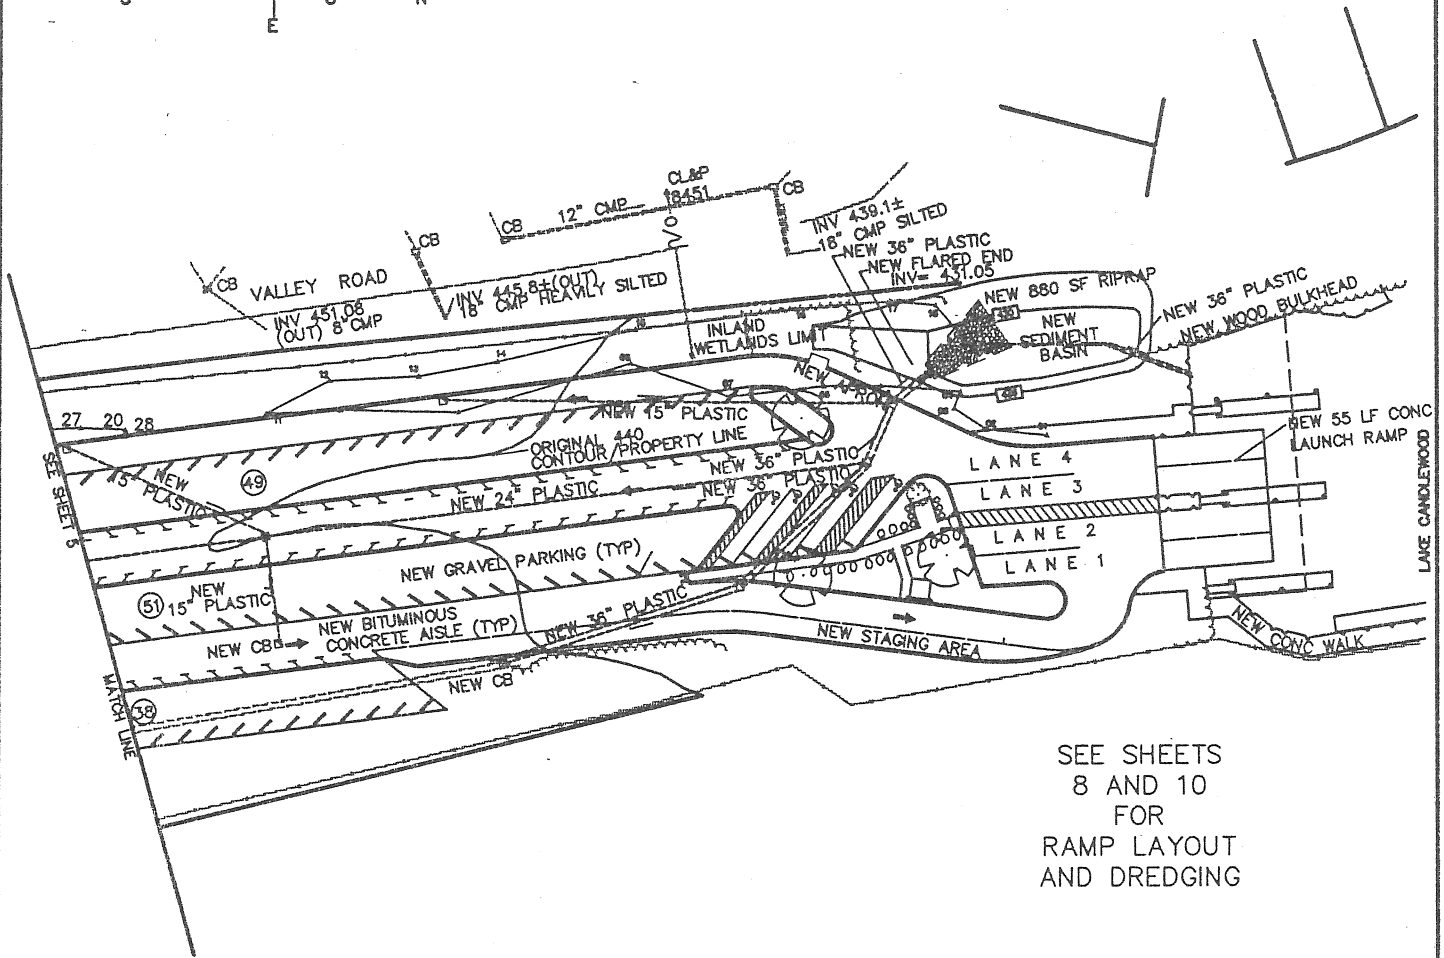 E
CL&P
18451
CB
12" CMP
CB
CB
CB
VALLEY ROAD
INV 451.08
(OUT) 8"CMP
INV 445.8±(OUT)
18" CMP HEAVILY SILTED
INV 439.1±
18" CMP SILTED
NEW 36" PLASTIC
NEW FLARED END
INV= 431.05
NEW 880 SF RIPRAP
NEW 36" PLASTIC
NEW WOOD BULKHEAD
NEW
SEDIMENT
BASIN
INLAND
WETLANDS LIMIT
27 20 28
NEW 15" PLASTIC
ORIGINAL 440
CONTOUR/PROPERTY LINE
NEW 36" PLASTIC
NEW 36" PLASTIC
NEW 24" PLASTIC
NEW
15" PLASTIC
49
SEE SHEET 5
LANE 4
LANE 3
LANE 2
LANE 1
NEW 55 LF CONC
LAUNCH RAMP
LAKE CANDLEWOOD
NEW GRAVEL PARKING (TYP)
51
NEW
15" PLASTIC
NEW BITUMINOUS
CONCRETE AISLE (TYP)
NEW CB
NEW 36" PLASTIC
NEW STAGING AREA
NEW CONC WALK
NEW CB
38
MATCH LINE
SEE SHEETS
8 AND 10
FOR
RAMP LAYOUT
AND DREDGING